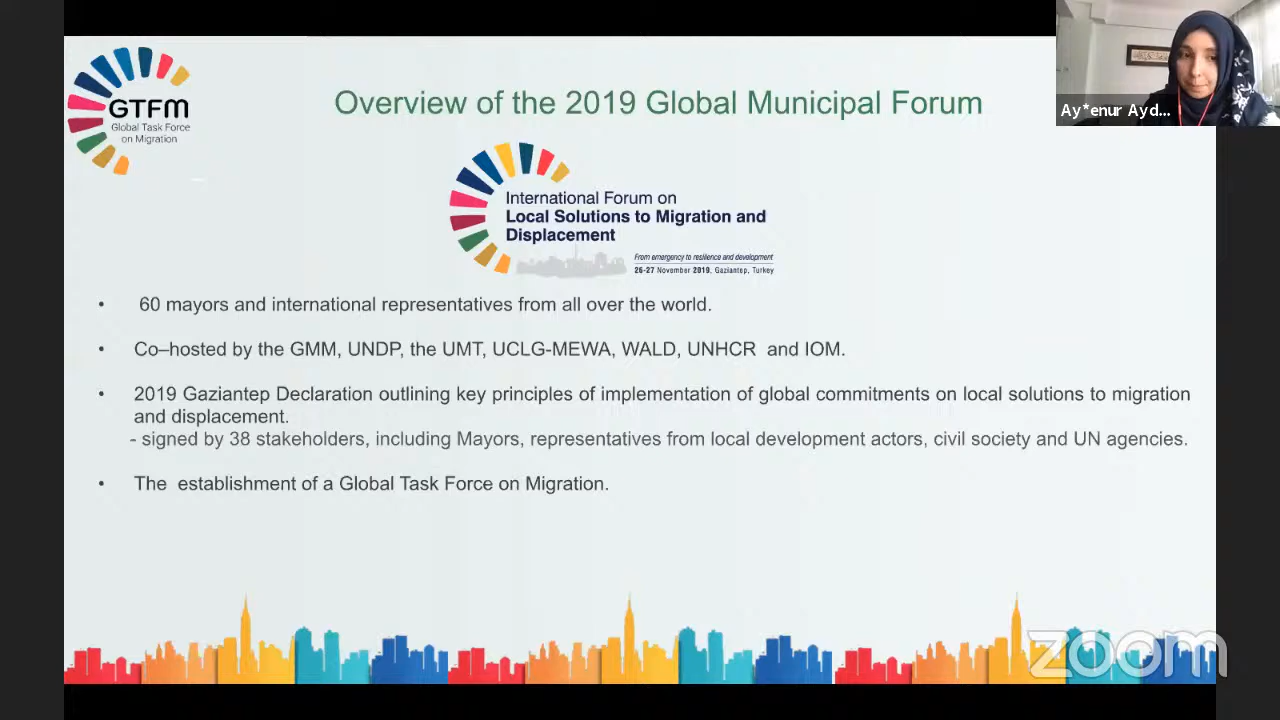 GTFM
Global Task Force
on Migration
Overview of the 2019 Global Municipal Forum
Ay*enur Ayd...
International Forum on
Local Solutions to Migration and
Displacement
From emergency to resilience and development
26-27 November 2019, Gaziantep, Turkey
• 60 mayors and international representatives from all over the world.
• Co–hosted by the GMM, UNDP, the UMT, UCLG-MEWA, WALD, UNHCR and IOM.
• 2019 Gaziantep Declaration outlining key principles of implementation of global commitments on local solutions to migration
and displacement.
- signed by 38 stakeholders, including Mayors, representatives from local development actors, civil society and UN agencies.
• The establishment of a Global Task Force on Migration.
zoom